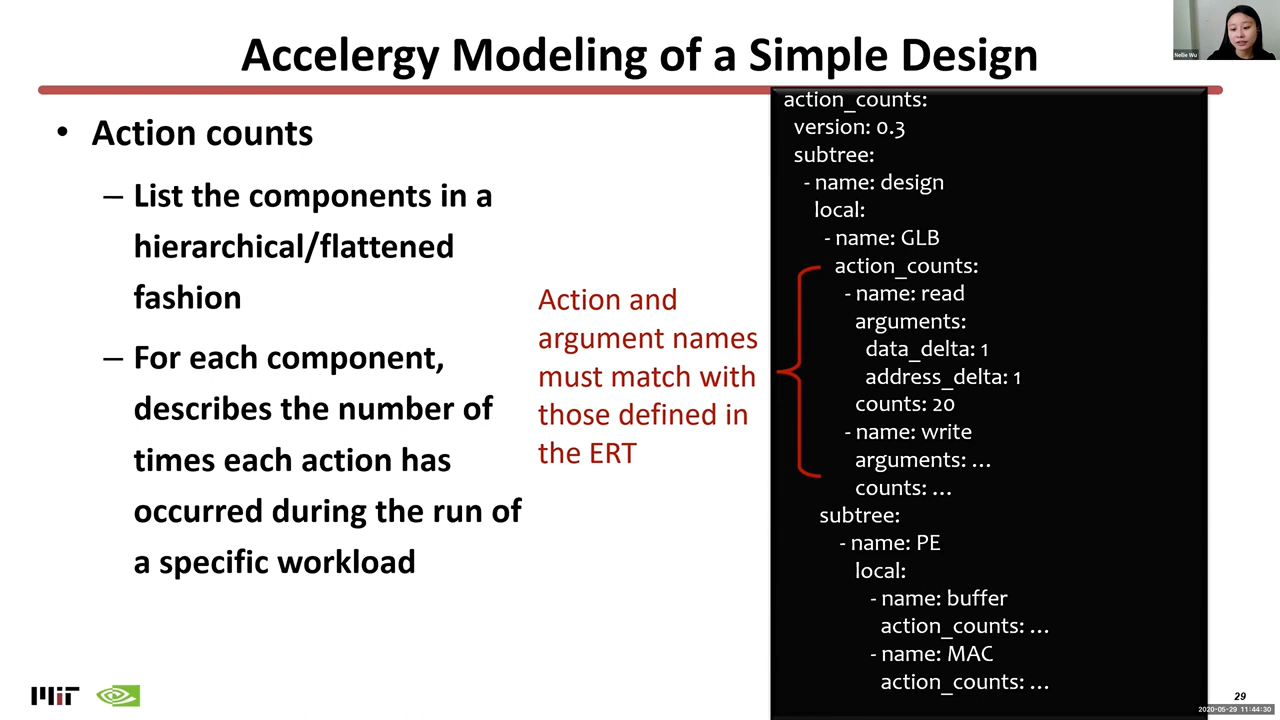 Accelergy Modeling of a Simple Design
Nellie Wu
• Action counts
– List the components in a
hierarchical/flattened
fashion
– For each component,
describes the number of
times each action has
occurred during the run of
a specific workload
Action and
argument names
must match with
those defined in
the ERT
action_counts:
version: 0.3
subtree:
- name: design
local:
- name: GLB
action_counts:
- name: read
arguments:
data_delta: 1
address_delta: 1
counts: 20
- name: write
arguments: …
counts: …
subtree:
- name: PE
local:
- name: buffer
action_counts: …
- name: MAC
action_counts: …
MIT
29
2020-05-29 11:44:30